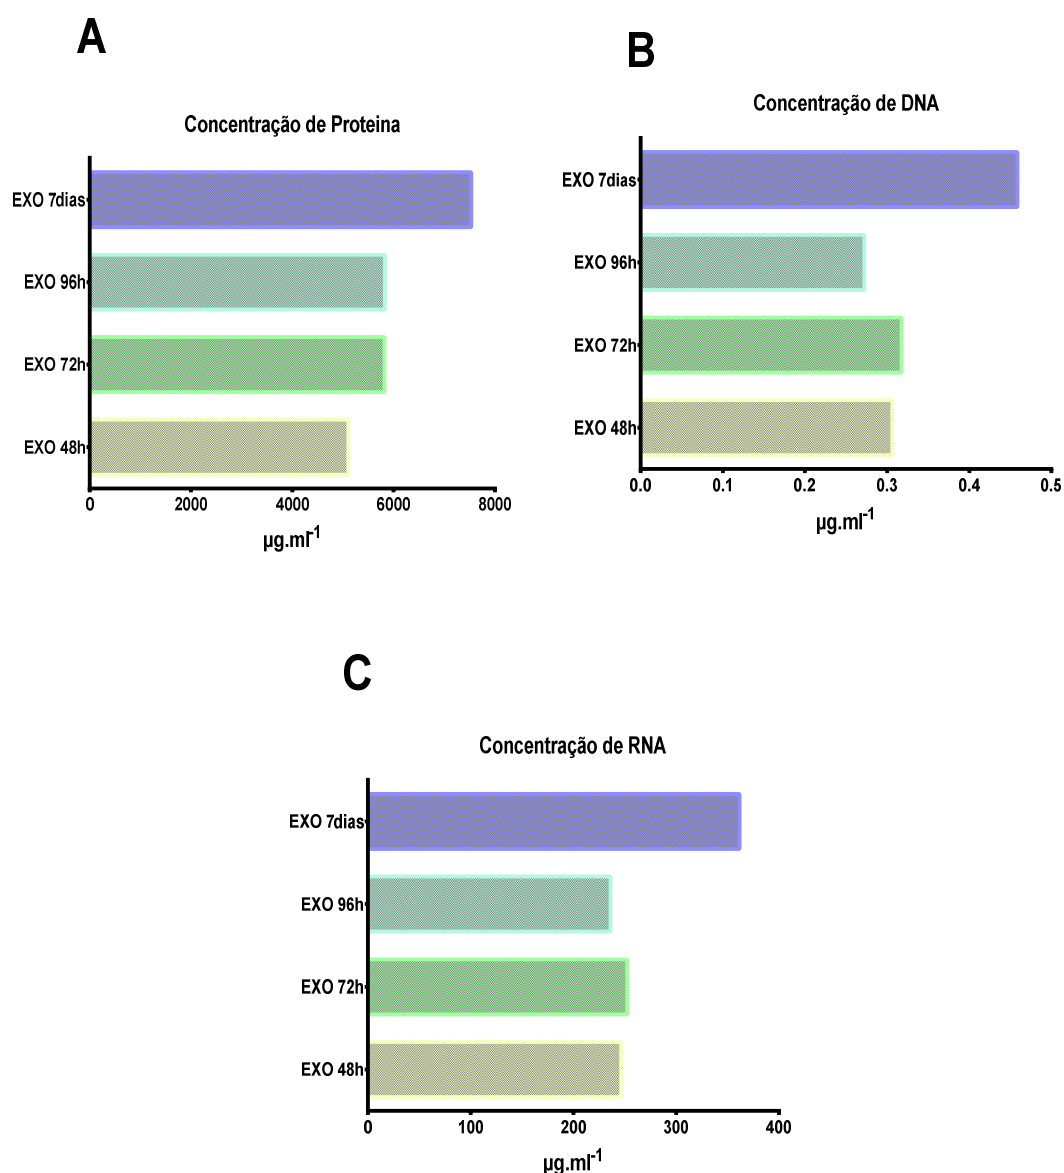 A
Concentração de Proteina
EXO 7dias
EXO 96h
EXO 72h
EXO 48h
0 2000 4000 6000 8000
µg.ml-1
B
Concentração de DNA
EXO 7dias
EXO 96h
EXO 72h
EXO 48h
0.0 0.1 0.2 0.3 0.4 0.5
µg.ml-1
C
Concentração de RNA
EXO 7dias
EXO 96h
EXO 72h
EXO 48h
0 100 200 300 400
µg.ml-1